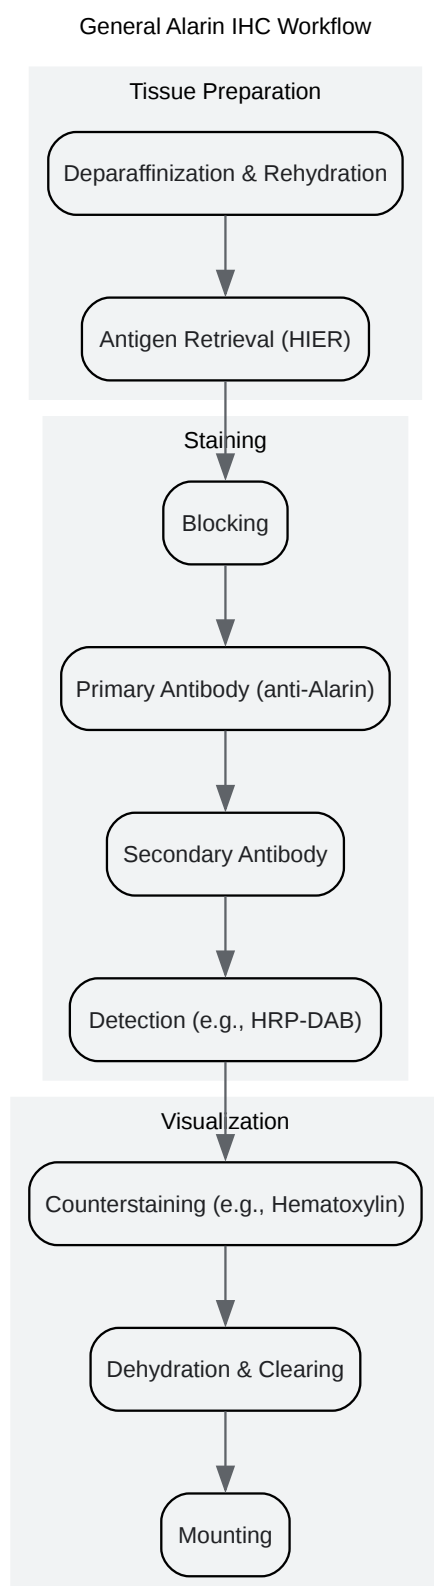 General Alarin IHC Workflow
Tissue Preparation
Deparaffinization & Rehydration
Antigen Retrieval (HIER)
Staining
Blocking
Primary Antibody (anti-Alarin)
Secondary Antibody
Detection (e.g., HRP-DAB)
Visualization
Counterstaining (e.g., Hematoxylin)
Dehydration & Clearing
Mounting